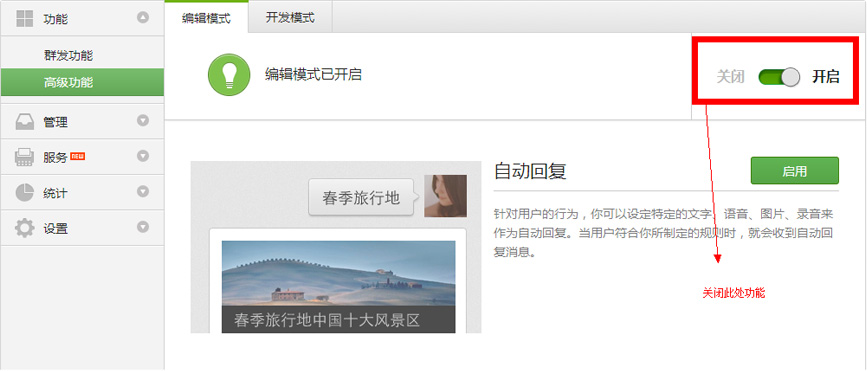 功能
群发功能
高级功能
管理
服务 NEW
统计
设置
编辑模式
开发模式
编辑模式已开启
关闭
开启
春季旅行地
春季旅行地中国十大风景区
自动回复
启用
针对用户的行为，你可以设定特定的文字、语音、图片、录音来
作为自动回复。当用户符合你所制定的规则时，就会收到自动回
复消息。
关闭此处功能